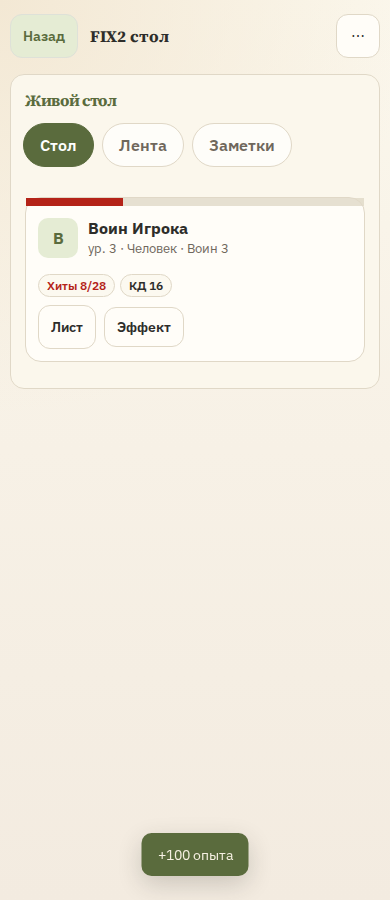 Назад
FIX2 стол
...
Живой стол
Стол
Лента
Заметки
В
Воин Игрока
ур. 3 · Человек · Воин 3
Хиты 8/28
КД 16
Лист
Эффект
+100 опыта